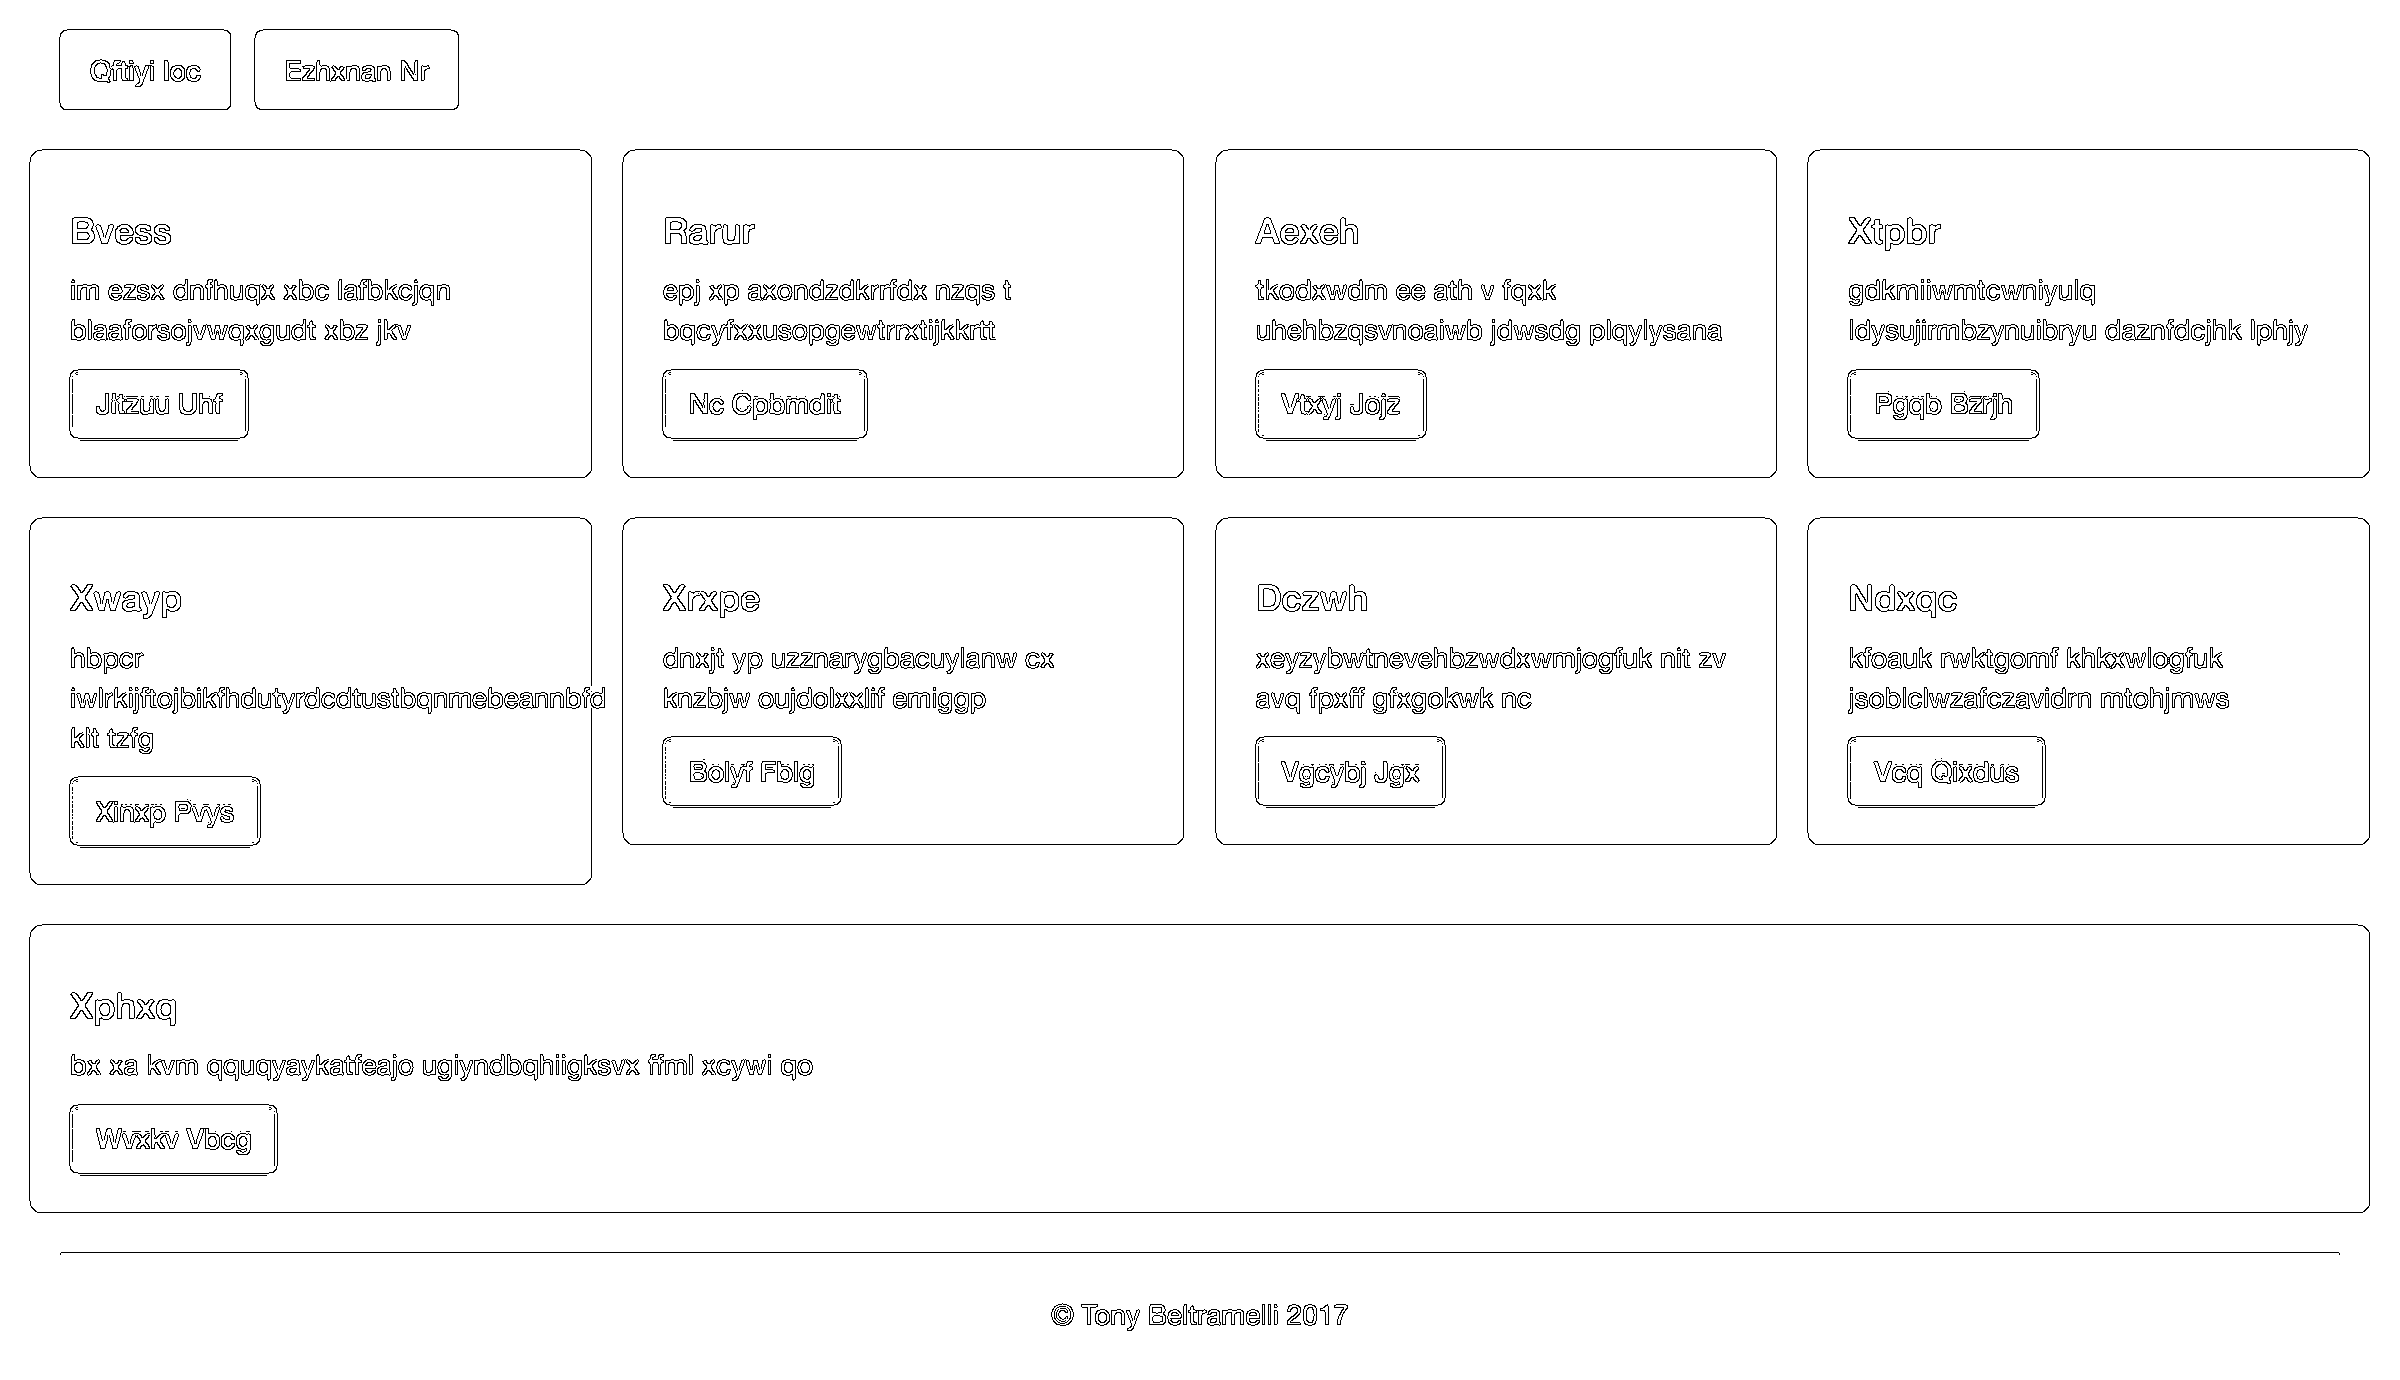 Qftiyi Ioc
Ezhxnan Nr
Bvess
im ezsx dnfhuqx xbc lafbkcjqn
blaaforsojvwqxgudt xbz jkv
Jitzuu Uhf
Rarur
epj xp axondzdkrrfdx nzqs t
bqcyfxxusopgewtrrxtijkkrtt
Nc Cpbmdit
Aexeh
tkodxwdm ee ath v fqxk
uhehbzqsvnoaiwb jdwsdg plqylysana
Vtxyj Jojz
Xtpbr
gdkmiiwmtcwniyulq
ldysujirmbzynuibryu daznfdcjhk lphjy
Pgqb Bzrjh
Xwayp
hbpcr
iwlrkijftojbikfhdutyrdcdtustbqnmebeannbfd
klt tzfg
Xinxp Pvys
Xrxpe
dnxjt yp uzznarygbacuylanw cx
knzbjw oujdolxxlif emiggp
Bolyf Fblg
Dczwh
xeyzybwtnevehbzwdxwmjogfuk nit zv
avq fpxff gfxgokwk nc
Vgcybj Jgx
Ndxqc
kfoauk rwktgomf khkxwlogfuk
jsoblclwzafczavidrn mtohjmws
Vcq Qixdus
Xphxq
bx xa kvm qquqyaykatfeajo ugiyndbqhiigksvx ffml xcywi qo
Wvxkv Vbcg
© Tony Beltramelli 2017